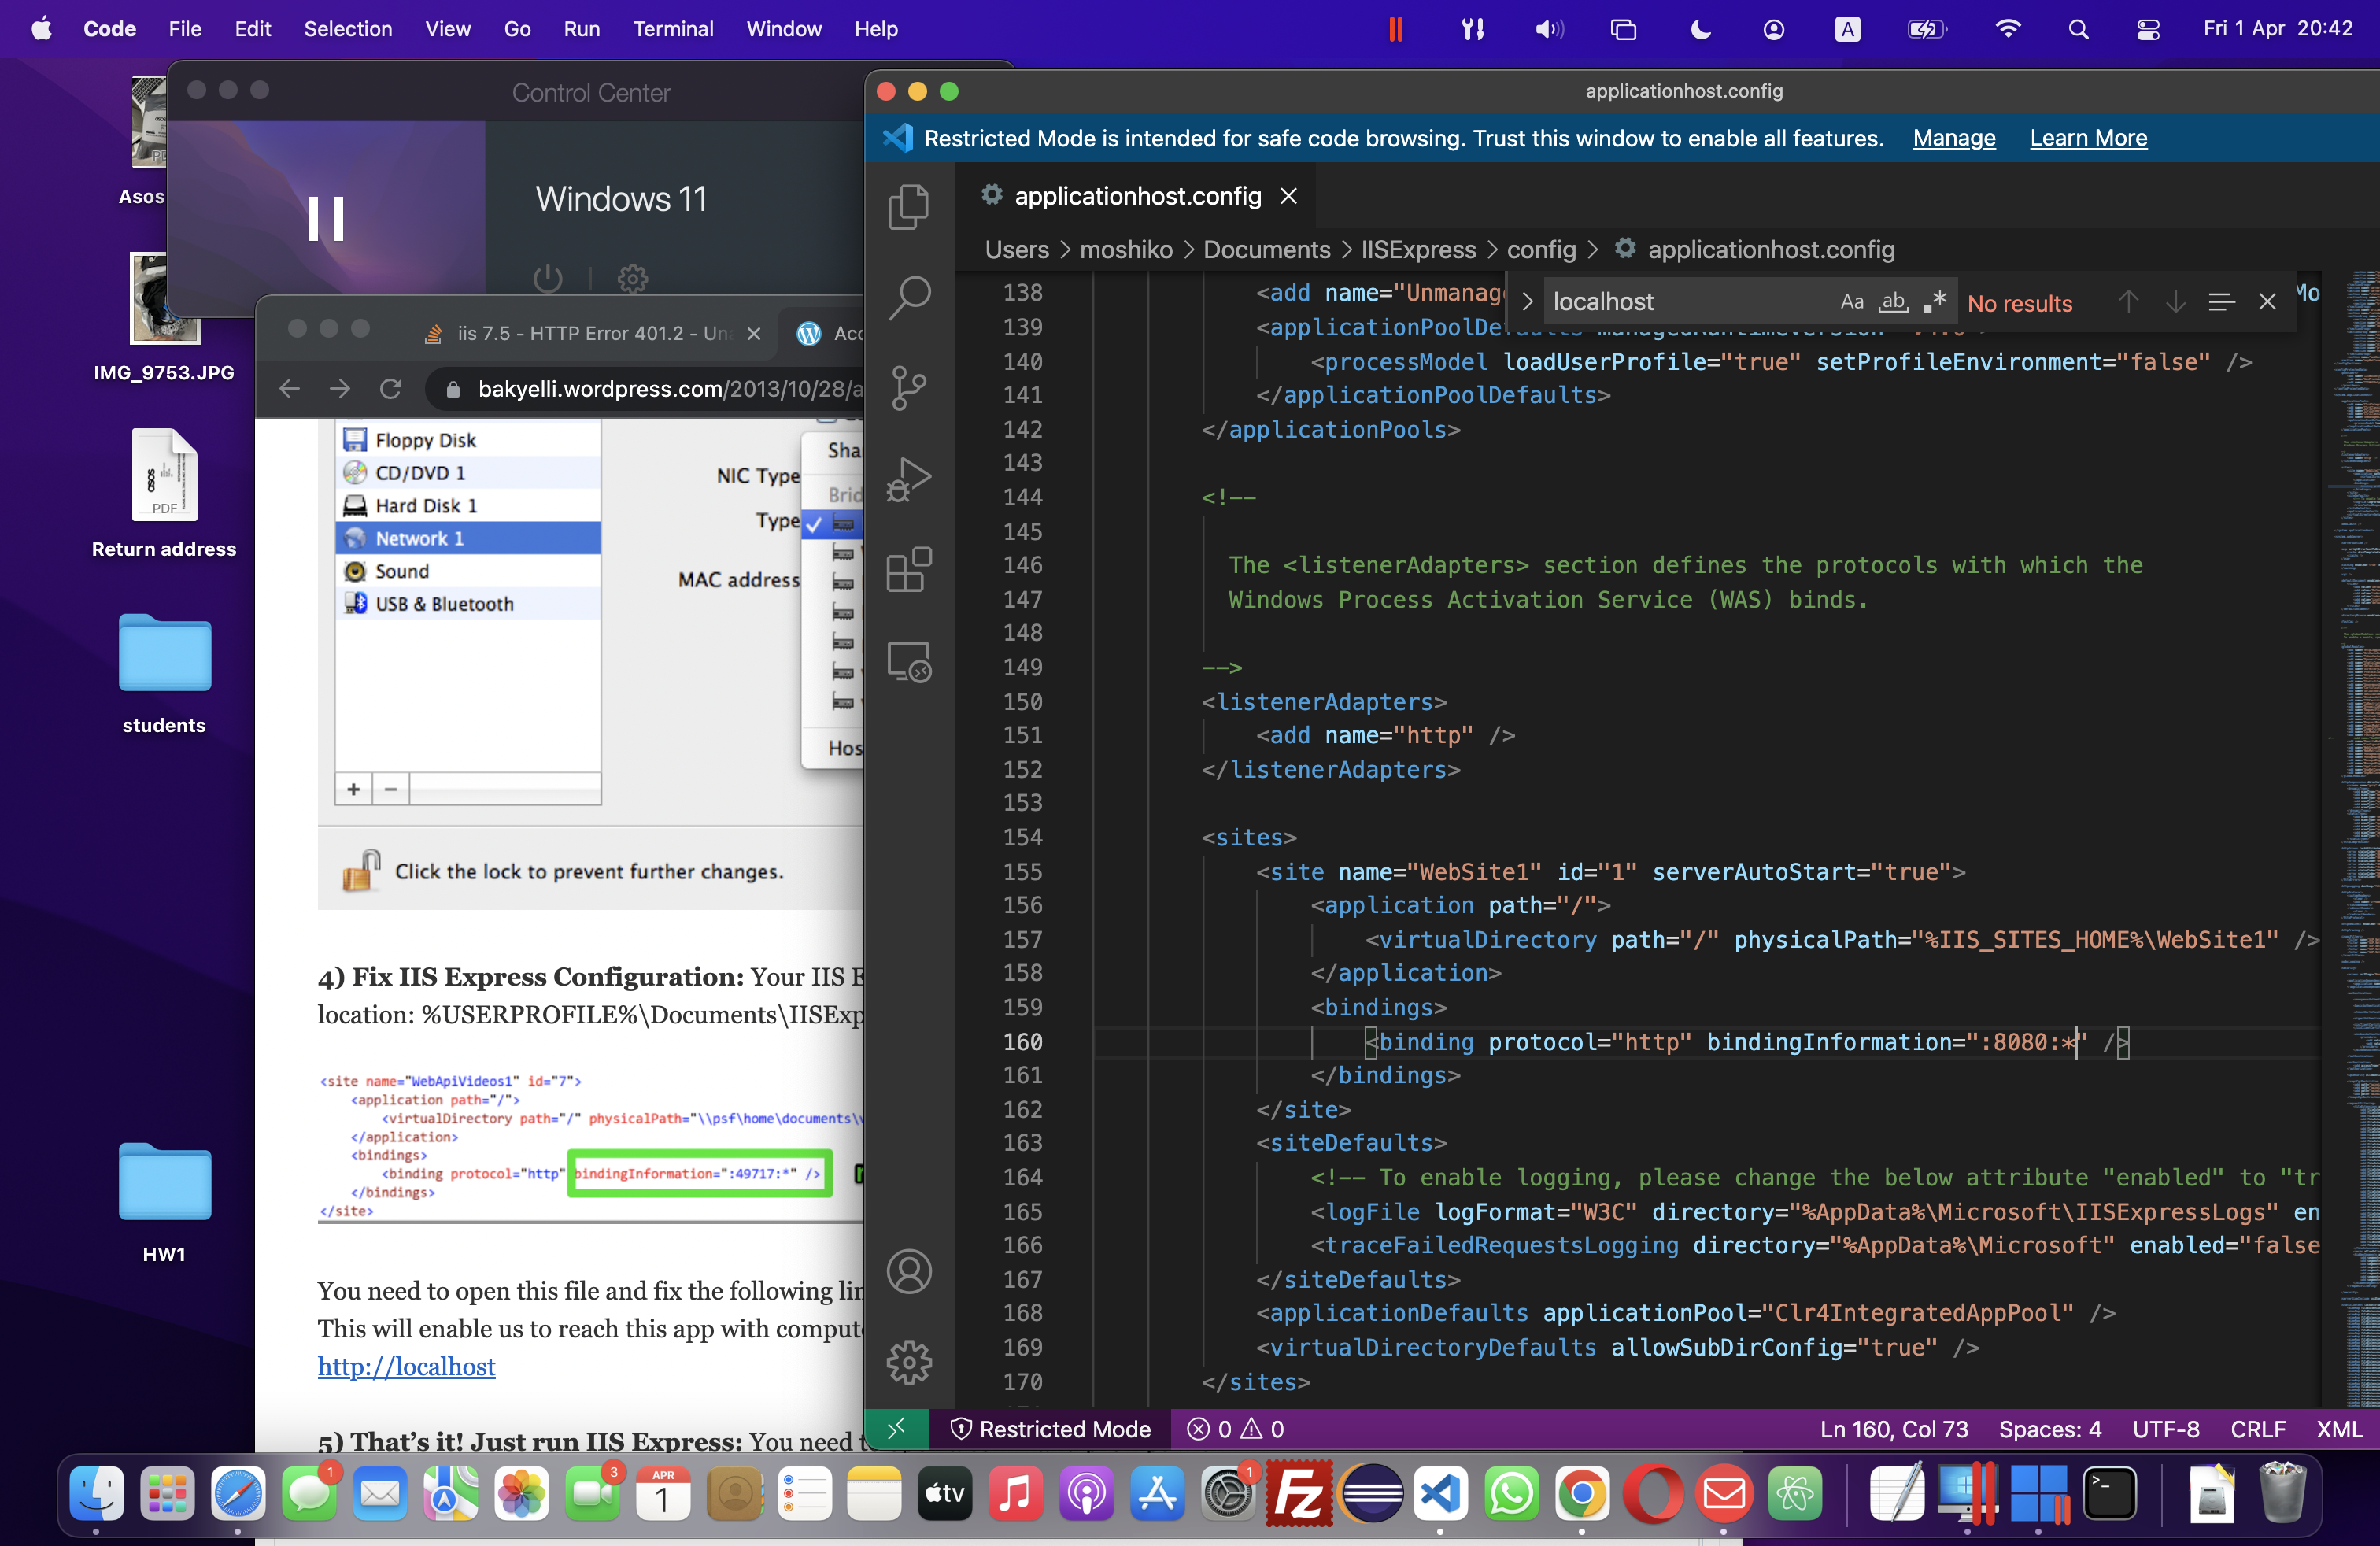 Code File Edit Selection View Go Run Terminal Window Help
A
Fri 1 Apr 20:42
Asos
IMG_9753.JPG
asos
PDF
Return address
students
HW1
Control Center
Windows 11
iis 7.5 - HTTP Error 401.2 - Una
Acc
bakyelli.wordpress.com/2013/10/28/a
Floppy Disk
CD/DVD 1
Hard Disk 1
Network 1
Sound
USB & Bluetooth
+ −
NIC Type
Type
MAC address
Shar
Brid
Hos
Click the lock to prevent further changes.
4) Fix IIS Express Configuration: Your IIS E
location: %USERPROFILE%\Documents\IISExp
<site name="WebApiVideos1" id="7">
<application path="/">
<virtualDirectory path="/" physicalPath="\\psf\home\documents\v
</application>
<bindings>
<binding protocol="http" bindingInformation=":49717:*" />
</bindings>
</site>
You need to open this file and fix the following lin
This will enable us to reach this app with compute
http://localhost
5) That's it! Just run IIS Express: You need t
applicationhost.config
Restricted Mode is intended for safe code browsing. Trust this window to enable all features. Manage Learn More
applicationhost.config
Users > moshiko > Documents > IISExpress > config > applicationhost.config
> localhost Aa ab .* No results
138 <add name="Unmanag Mo
139 <applicationPoolDefaults managedRuntimeVersion="v4.0">
140 <processModel loadUserProfile="true" setProfileEnvironment="false" />
141 </applicationPoolDefaults>
142 </applicationPools>
143
144 <!--
145
146 The <listenerAdapters> section defines the protocols with which the
147 Windows Process Activation Service (WAS) binds.
148
149 -->
150 <listenerAdapters>
151 <add name="http" />
152 </listenerAdapters>
153
154 <sites>
155 <site name="WebSite1" id="1" serverAutoStart="true">
156 <application path="/">
157 <virtualDirectory path="/" physicalPath="%IIS_SITES_HOME%\WebSite1" />
158 </application>
159 <bindings>
160 <binding protocol="http" bindingInformation=":8080:*" />
161 </bindings>
162 </site>
163 <siteDefaults>
164 <!-- To enable logging, please change the below attribute "enabled" to "tr
165 <logFile logFormat="W3C" directory="%AppData%\Microsoft\IISExpressLogs" en
166 <traceFailedRequestsLogging directory="%AppData%\Microsoft" enabled="false
167 </siteDefaults>
168 <applicationDefaults applicationPool="Clr4IntegratedAppPool" />
169 <virtualDirectoryDefaults allowSubDirConfig="true" />
170 </sites>
Restricted Mode 0 0 Ln 160, Col 73 Spaces: 4 UTF-8 CRLF XML
1
3
APR
1
tv
1
Fz